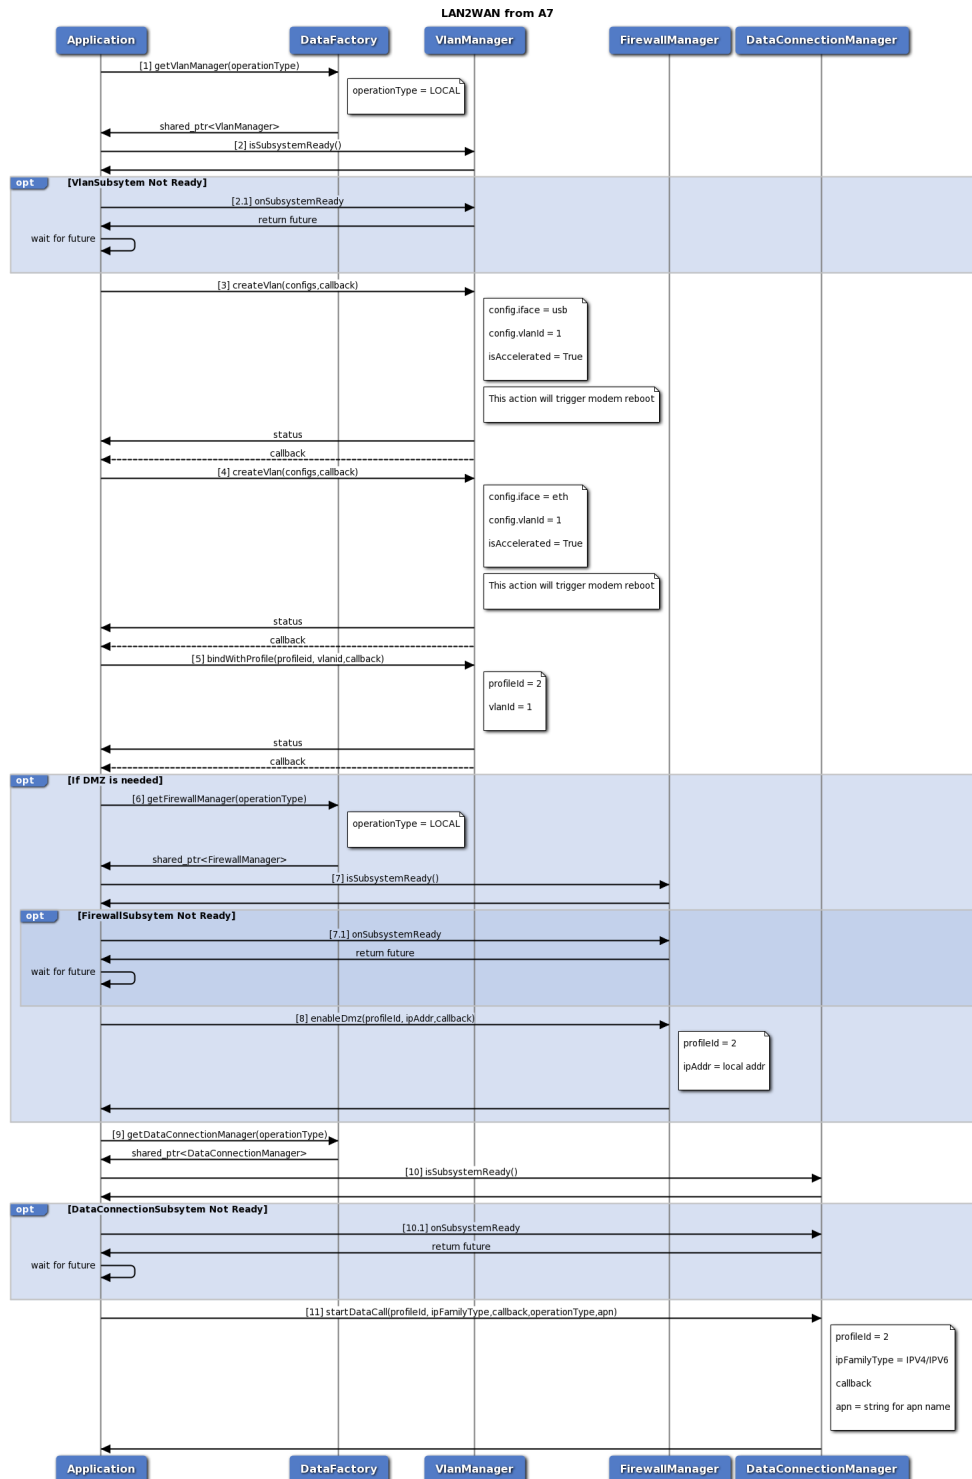 LAN2WAN from A7
Application DataFactory VlanManager FirewallManager DataConnectionManager
[1] getVlanManager(operationType)
operationType = LOCAL
shared_ptr<VlanManager>
[2] isSubsystemReady()
opt [VlanSubsytem Not Ready]
[2.1] onSubsystemReady
return future
wait for future
[3] createVlan(configs,callback)
config.iface = usb
config.vlanId = 1
isAccelerated = True
This action will trigger modem reboot
status
callback
[4] createVlan(configs,callback)
config.iface = eth
config.vlanId = 1
isAccelerated = True
This action will trigger modem reboot
status
callback
[5] bindWithProfile(profileid, vlanid,callback)
profileId = 2
vlanId = 1
status
callback
opt [If DMZ is needed]
[6] getFirewallManager(operationType)
operationType = LOCAL
shared_ptr<FirewallManager>
[7] isSubsystemReady()
opt [FirewallSubsytem Not Ready]
[7.1] onSubsystemReady
return future
wait for future
[8] enableDmz(profileId, ipAddr,callback)
profileId = 2
ipAddr = local addr
[9] getDataConnectionManager(operationType)
shared_ptr<DataConnectionManager>
[10] isSubsystemReady()
opt [DataConnectionSubsytem Not Ready]
[10.1] onSubsystemReady
return future
wait for future
[11] startDataCall(profileId, ipFamilyType,callback,operationType,apn)
profileId = 2
ipFamilyType = IPV4/IPV6
callback
apn = string for apn name
Application DataFactory VlanManager FirewallManager DataConnectionManager